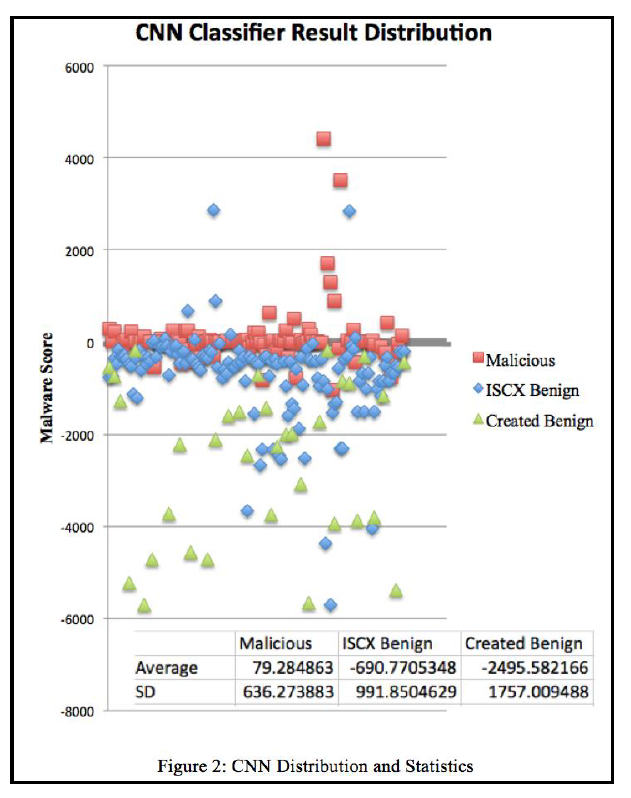 CNN Classifier Result Distribution
6000
4000
2000
0
-2000
-4000
-6000
-8000
Malware Score
Malicious
ISCX Benign
Created Benign
Malicious ISCX Benign Created Benign
Average 79.284863 -690.7705348 -2495.582166
SD 636.273883 991.8504629 1757.009488
Figure 2: CNN Distribution and Statistics